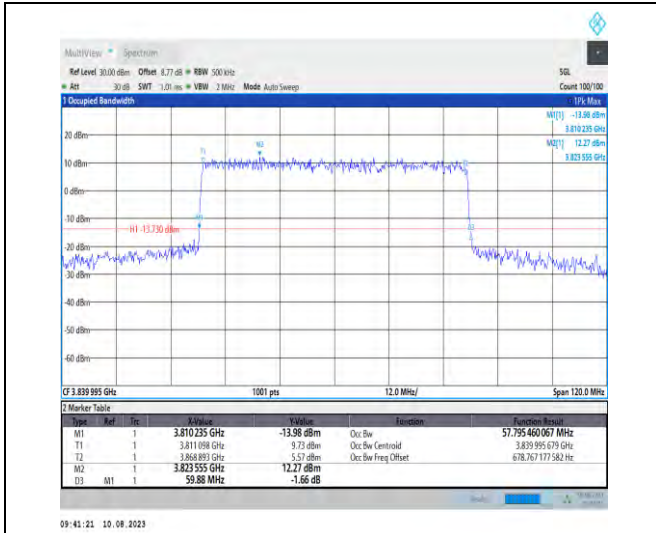 MultiView Spectrum
Ref Level 30.00 dBm Offset 8.77 dB RBW 500 kHz SGL
Att 30 dB SWT 1.01 ms VBW 2 MHz Mode Auto Sweep Count 100/100
1 Occupied Bandwidth 1Pk Max
M1[1] -13.98 dBm
3.810 235 GHz
M2[1] 12.27 dBm
3.823 555 GHz
20 dBm
T1
M2
10 dBm
0 dBm
-10 dBm
M1
H1 -13.730 dBm
D3
-20 dBm
-30 dBm
-40 dBm
-50 dBm
-60 dBm
CF 3.839 995 GHz 1001 pts 12.0 MHz/ Span 120.0 MHz
2 Marker Table
Type Ref Trc X-Value Y-Value Function Function Result
M1 1 3.810 235 GHz -13.98 dBm Occ Bw 57.795 460 067 MHz
T1 1 3.811 098 GHz 9.73 dBm Occ Bw Centroid 3.839 995 679 GHz
T2 1 3.868 893 GHz 5.57 dBm Occ Bw Freq Offset 678.767 177 582 Hz
M2 1 3.823 555 GHz 12.27 dBm
D3 M1 1 59.88 MHz -1.66 dB
09:41:21 10.08.2023